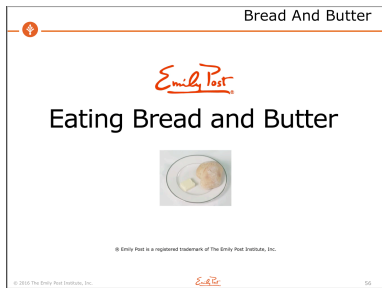 Bread And Butter
Emily Post
Eating Bread and Butter
® Emily Post is a registered trademark of The Emily Post Institute, Inc.
© 2010 The Emily Post Institute, Inc.
Emily Post
56